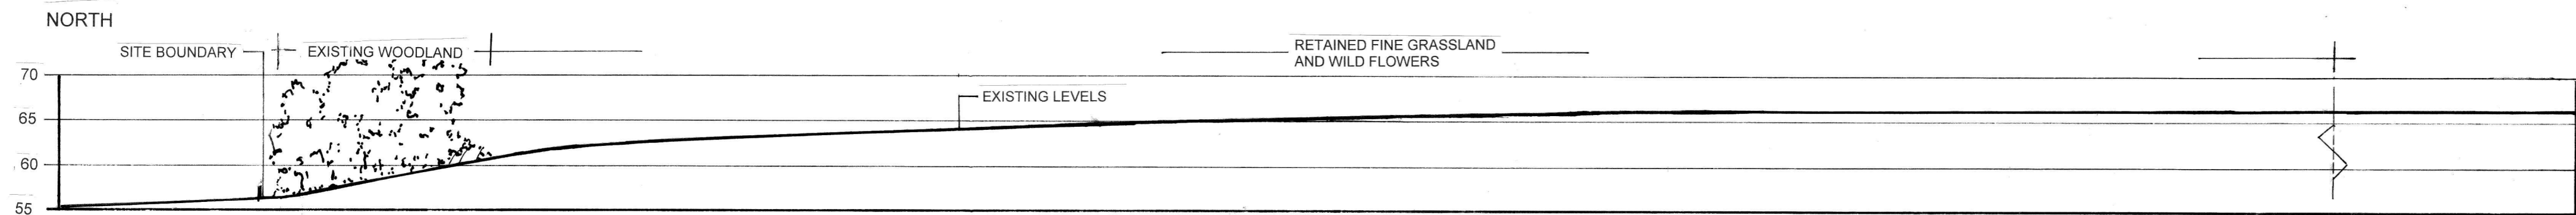 NORTH
SITE BOUNDARY
EXISTING WOODLAND
RETAINED FINE GRASSLAND
AND WILD FLOWERS
70
EXISTING LEVELS
65
60
55